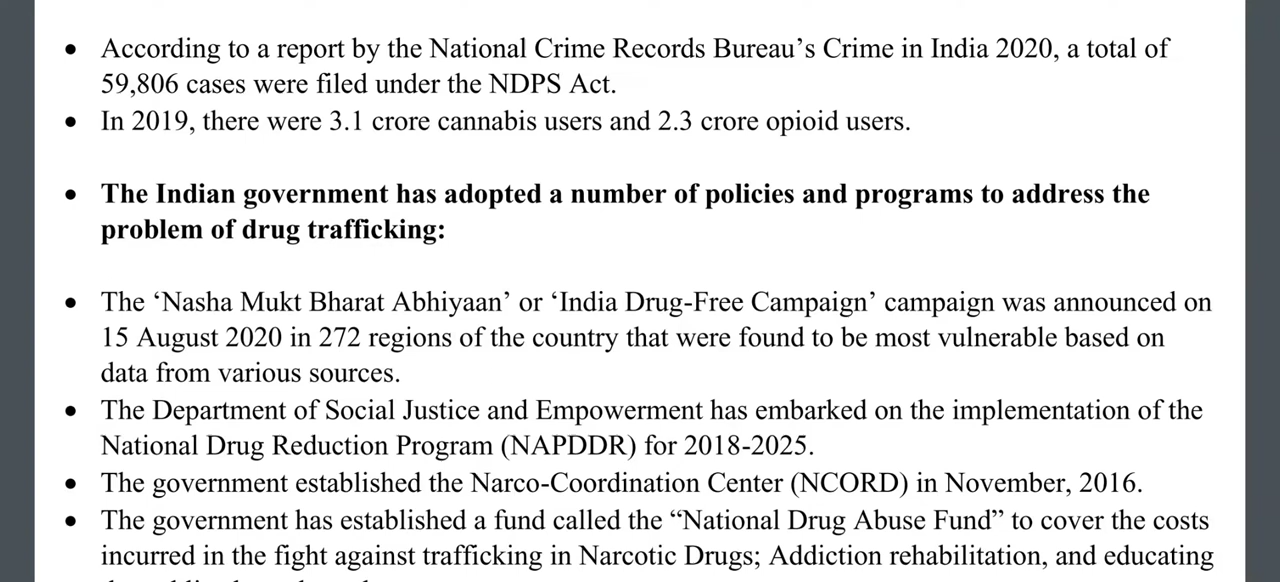 • According to a report by the National Crime Records Bureau’s Crime in India 2020, a total of
59,806 cases were filed under the NDPS Act.
• In 2019, there were 3.1 crore cannabis users and 2.3 crore opioid users.
• The Indian government has adopted a number of policies and programs to address the
problem of drug trafficking:
• The ‘Nasha Mukt Bharat Abhiyaan’ or ‘India Drug-Free Campaign’ campaign was announced on
15 August 2020 in 272 regions of the country that were found to be most vulnerable based on
data from various sources.
• The Department of Social Justice and Empowerment has embarked on the implementation of the
National Drug Reduction Program (NAPDDR) for 2018-2025.
• The government established the Narco-Coordination Center (NCORD) in November, 2016.
• The government has established a fund called the “National Drug Abuse Fund” to cover the costs
incurred in the fight against trafficking in Narcotic Drugs; Addiction rehabilitation, and educating